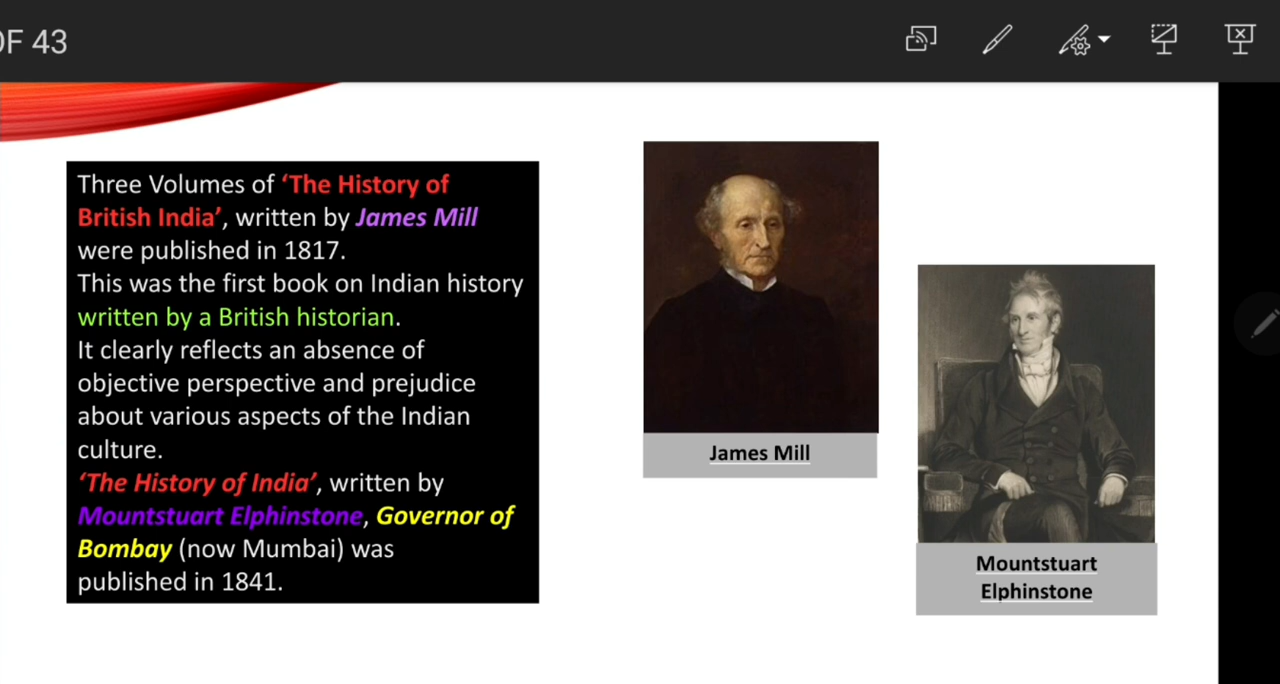 OF 43
Three Volumes of ‘The History of
British India’, written by James Mill
were published in 1817.
This was the first book on Indian history
written by a British historian.
It clearly reflects an absence of
objective perspective and prejudice
about various aspects of the Indian
culture.
‘The History of India’, written by
Mountstuart Elphinstone, Governor of
Bombay (now Mumbai) was
published in 1841.
James Mill
Mountstuart
Elphinstone